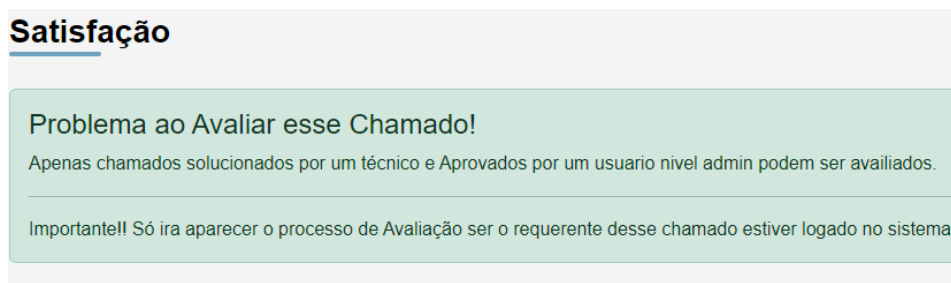 Satisfação
Problema ao Avaliar esse Chamado!
Apenas chamados solucionados por um técnico e Aprovados por um usuario nivel admin podem ser availiados.
Importante!! Só ira aparecer o processo de Avaliação ser o requerente desse chamado estiver logado no sistema